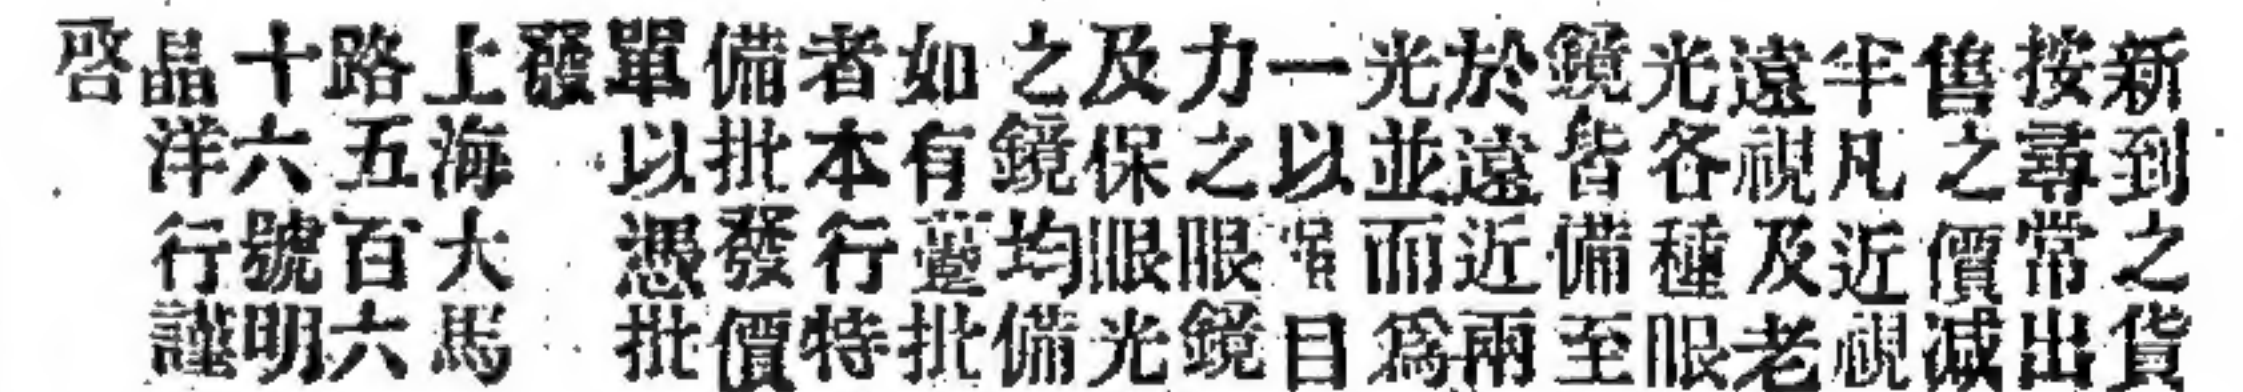 新到之貨
按尋常出
售之價減
半凡近視
遠視及老
光各種眼
鏡皆備至
於遠近兩
光並而爲
一以省目
力之眼鏡
及保眼光
之鏡均備
如有躉批
者本行特
備批發價
單以憑批
發
上海大馬
路五百六
十六號明
晶洋行謹
啓